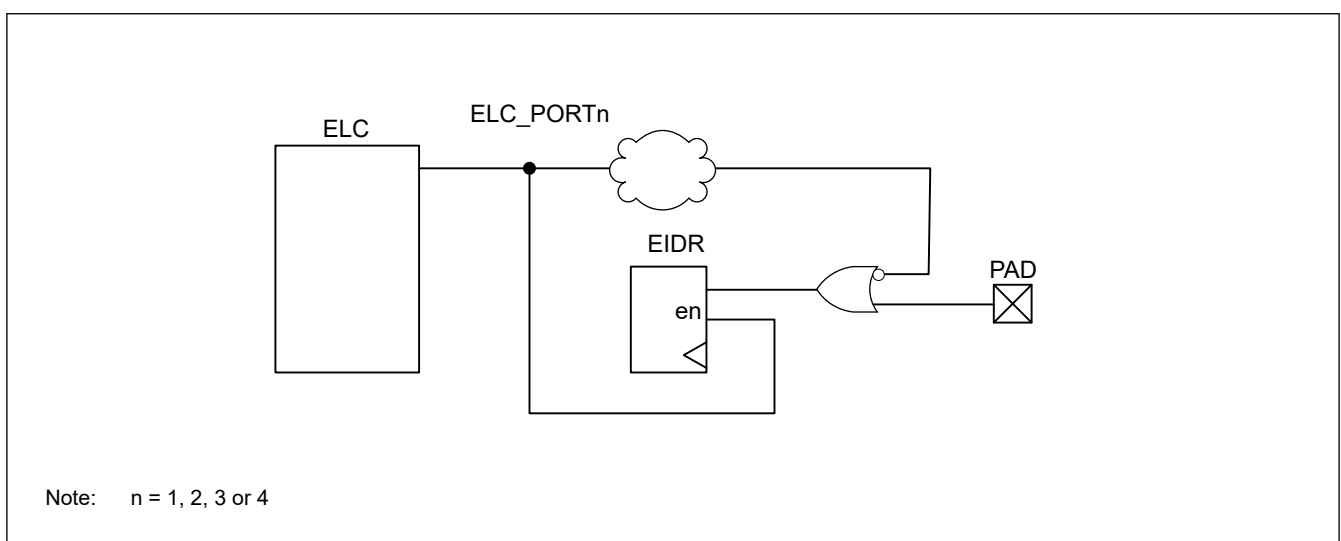 ELC
ELC_PORTn
EIDR
en
PAD
Note: n = 1, 2, 3 or 4